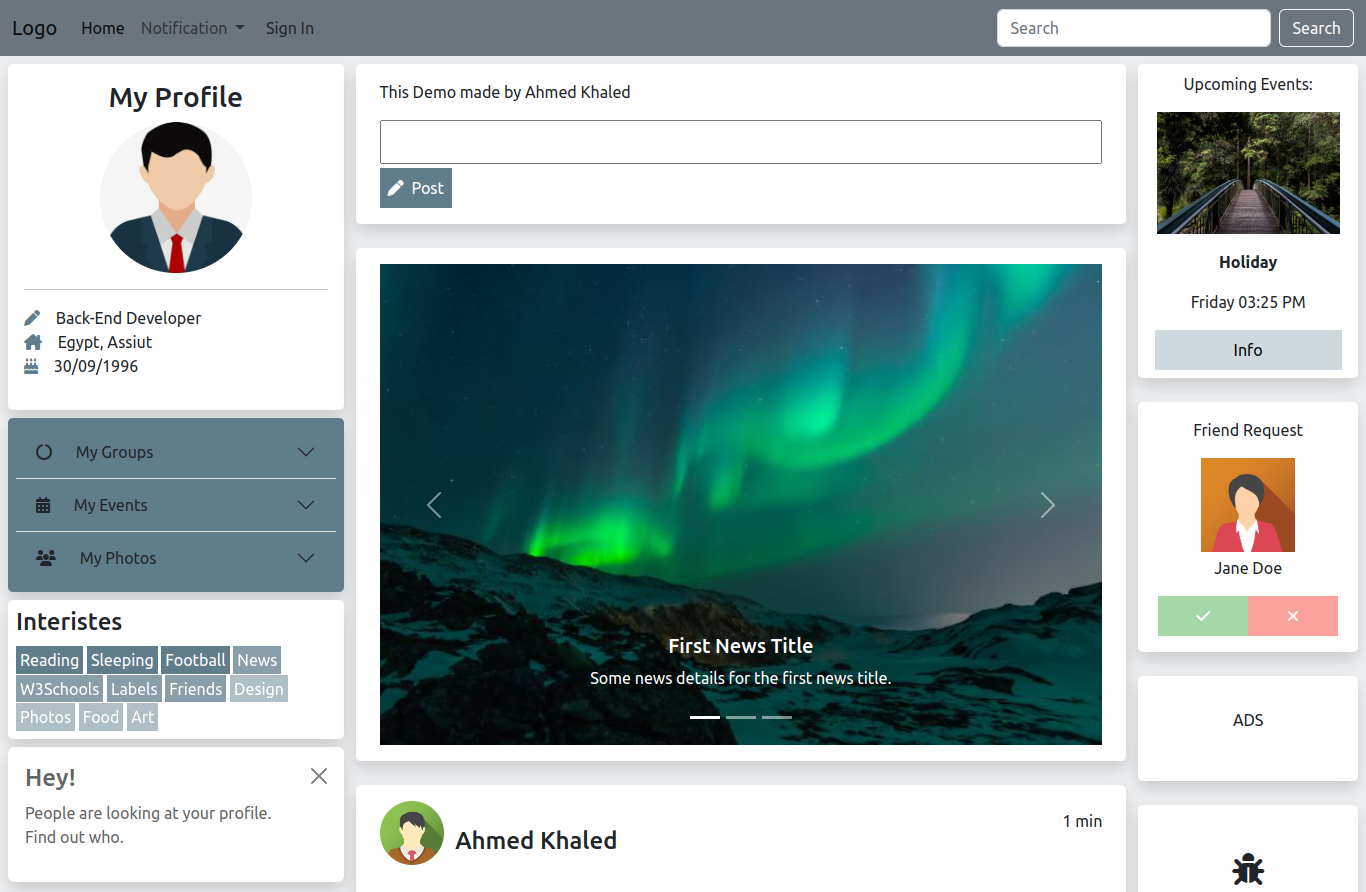 Logo Home Notification Sign In Search Search
My Profile
Back-End Developer
Egypt, Assiut
30/09/1996
My Groups
My Events
My Photos
Interistes
Reading Sleeping Football News
W3Schools Labels Friends Design
Photos Food Art
Hey!
People are looking at your profile.
Find out who.
This Demo made by Ahmed Khaled
Post
First News Title
Some news details for the first news title.
Ahmed Khaled 1 min
Upcoming Events:
Holiday
Friday 03:25 PM
Info
Friend Request
Jane Doe
ADS